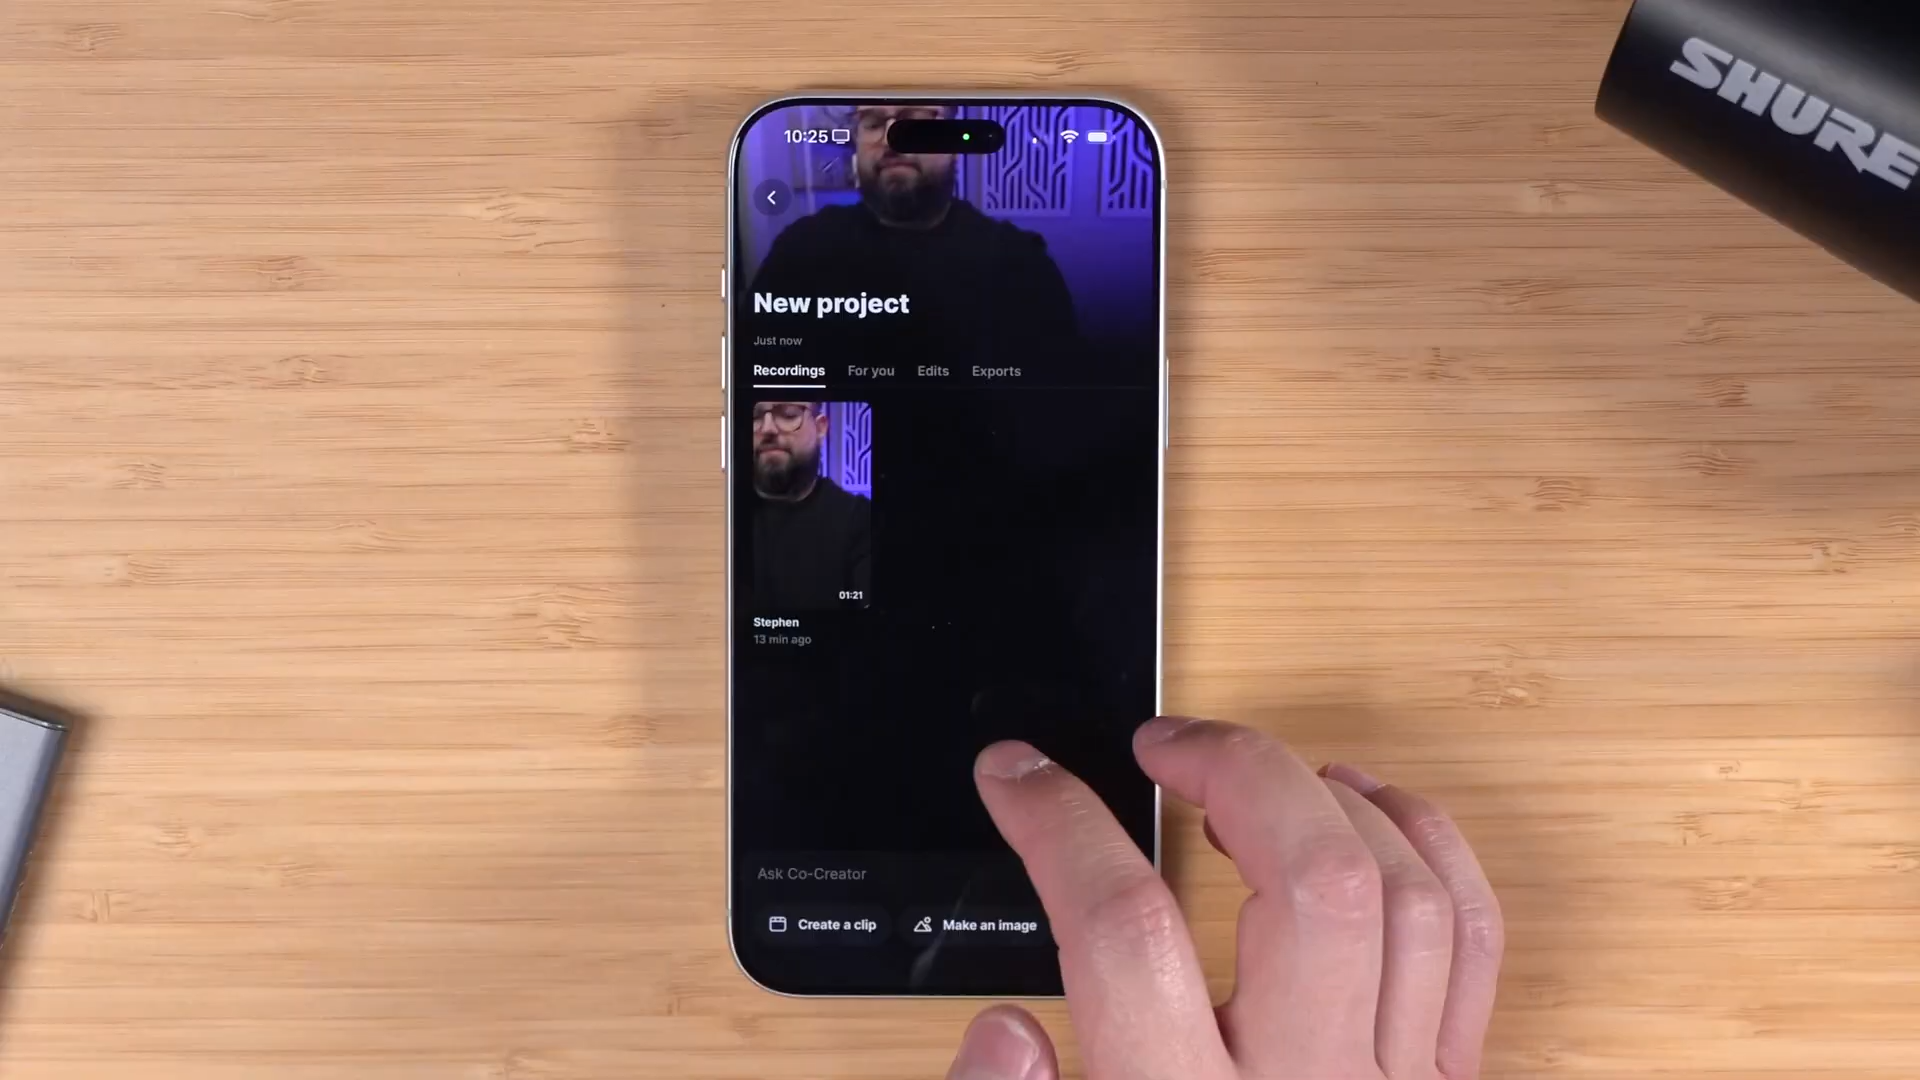 SHURE
10:25
New project
Just now
Recordings For you Edits Exports
01:21
Stephen
13 min ago
Ask Co-Creator
Create a clip Make an image